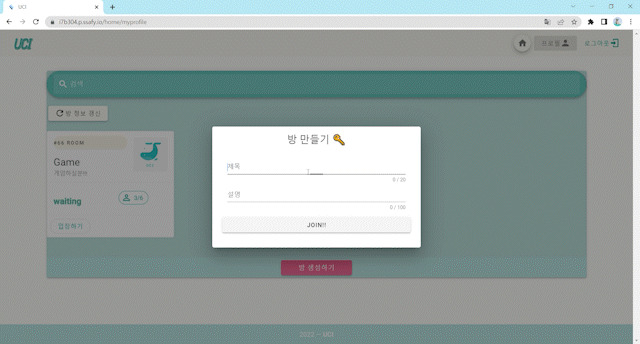 UCI
i7b304.p.ssafy.io/home/myprofile
UCI
프로필
로그아웃
검색
방 정보 갱신
#66 ROOM
Game
게임하실분!!
waiting
3/6
입장하기
방 만들기
제목
0 / 20
설명
0 / 100
JOIN!!
방 생성하기
2022 — UCI